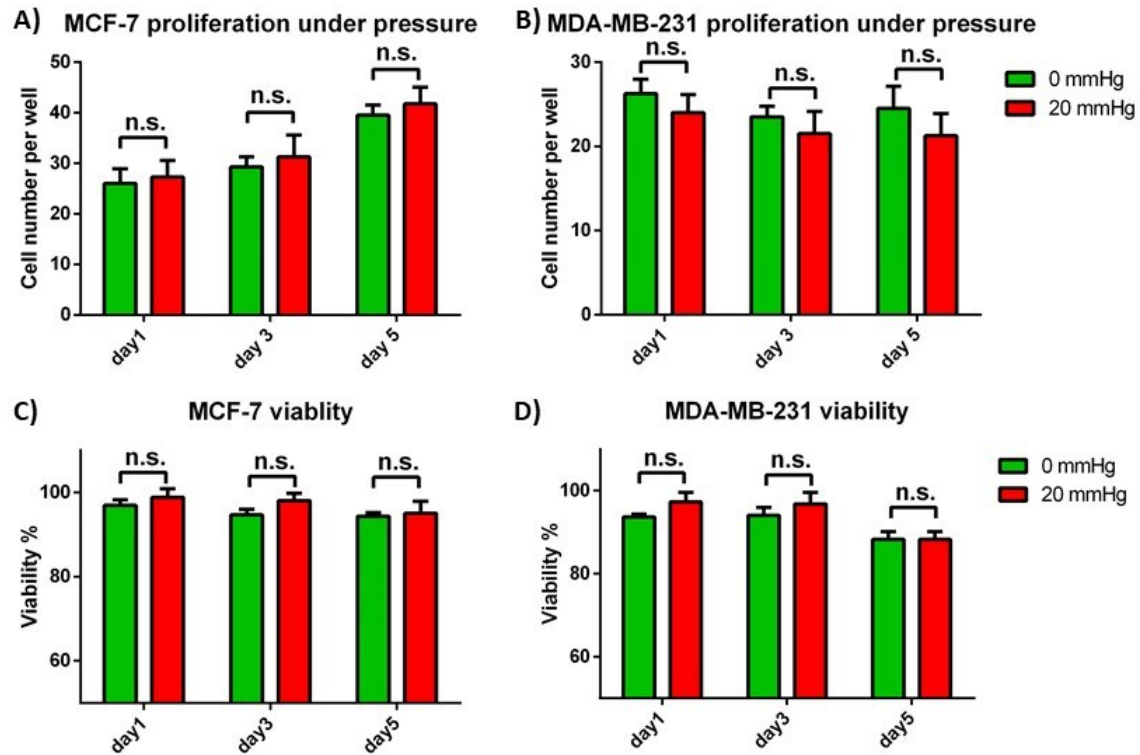 A) MCF-7 proliferation under pressure
Cell number per well
50
40
30
20
10
0
n.s.
n.s.
n.s.
day1
day 3
day 5
B) MDA-MB-231 proliferation under pressure
Cell number per well
30
20
10
0
n.s.
n.s.
n.s.
day1
day 3
day 5
0 mmHg
20 mmHg
C) MCF-7 viablity
Viability %
100
80
60
n.s.
n.s.
n.s.
day1
day3
day5
D) MDA-MB-231 viability
Viability %
100
80
60
n.s.
n.s.
n.s.
day1
day3
day5
0 mmHg
20 mmHg